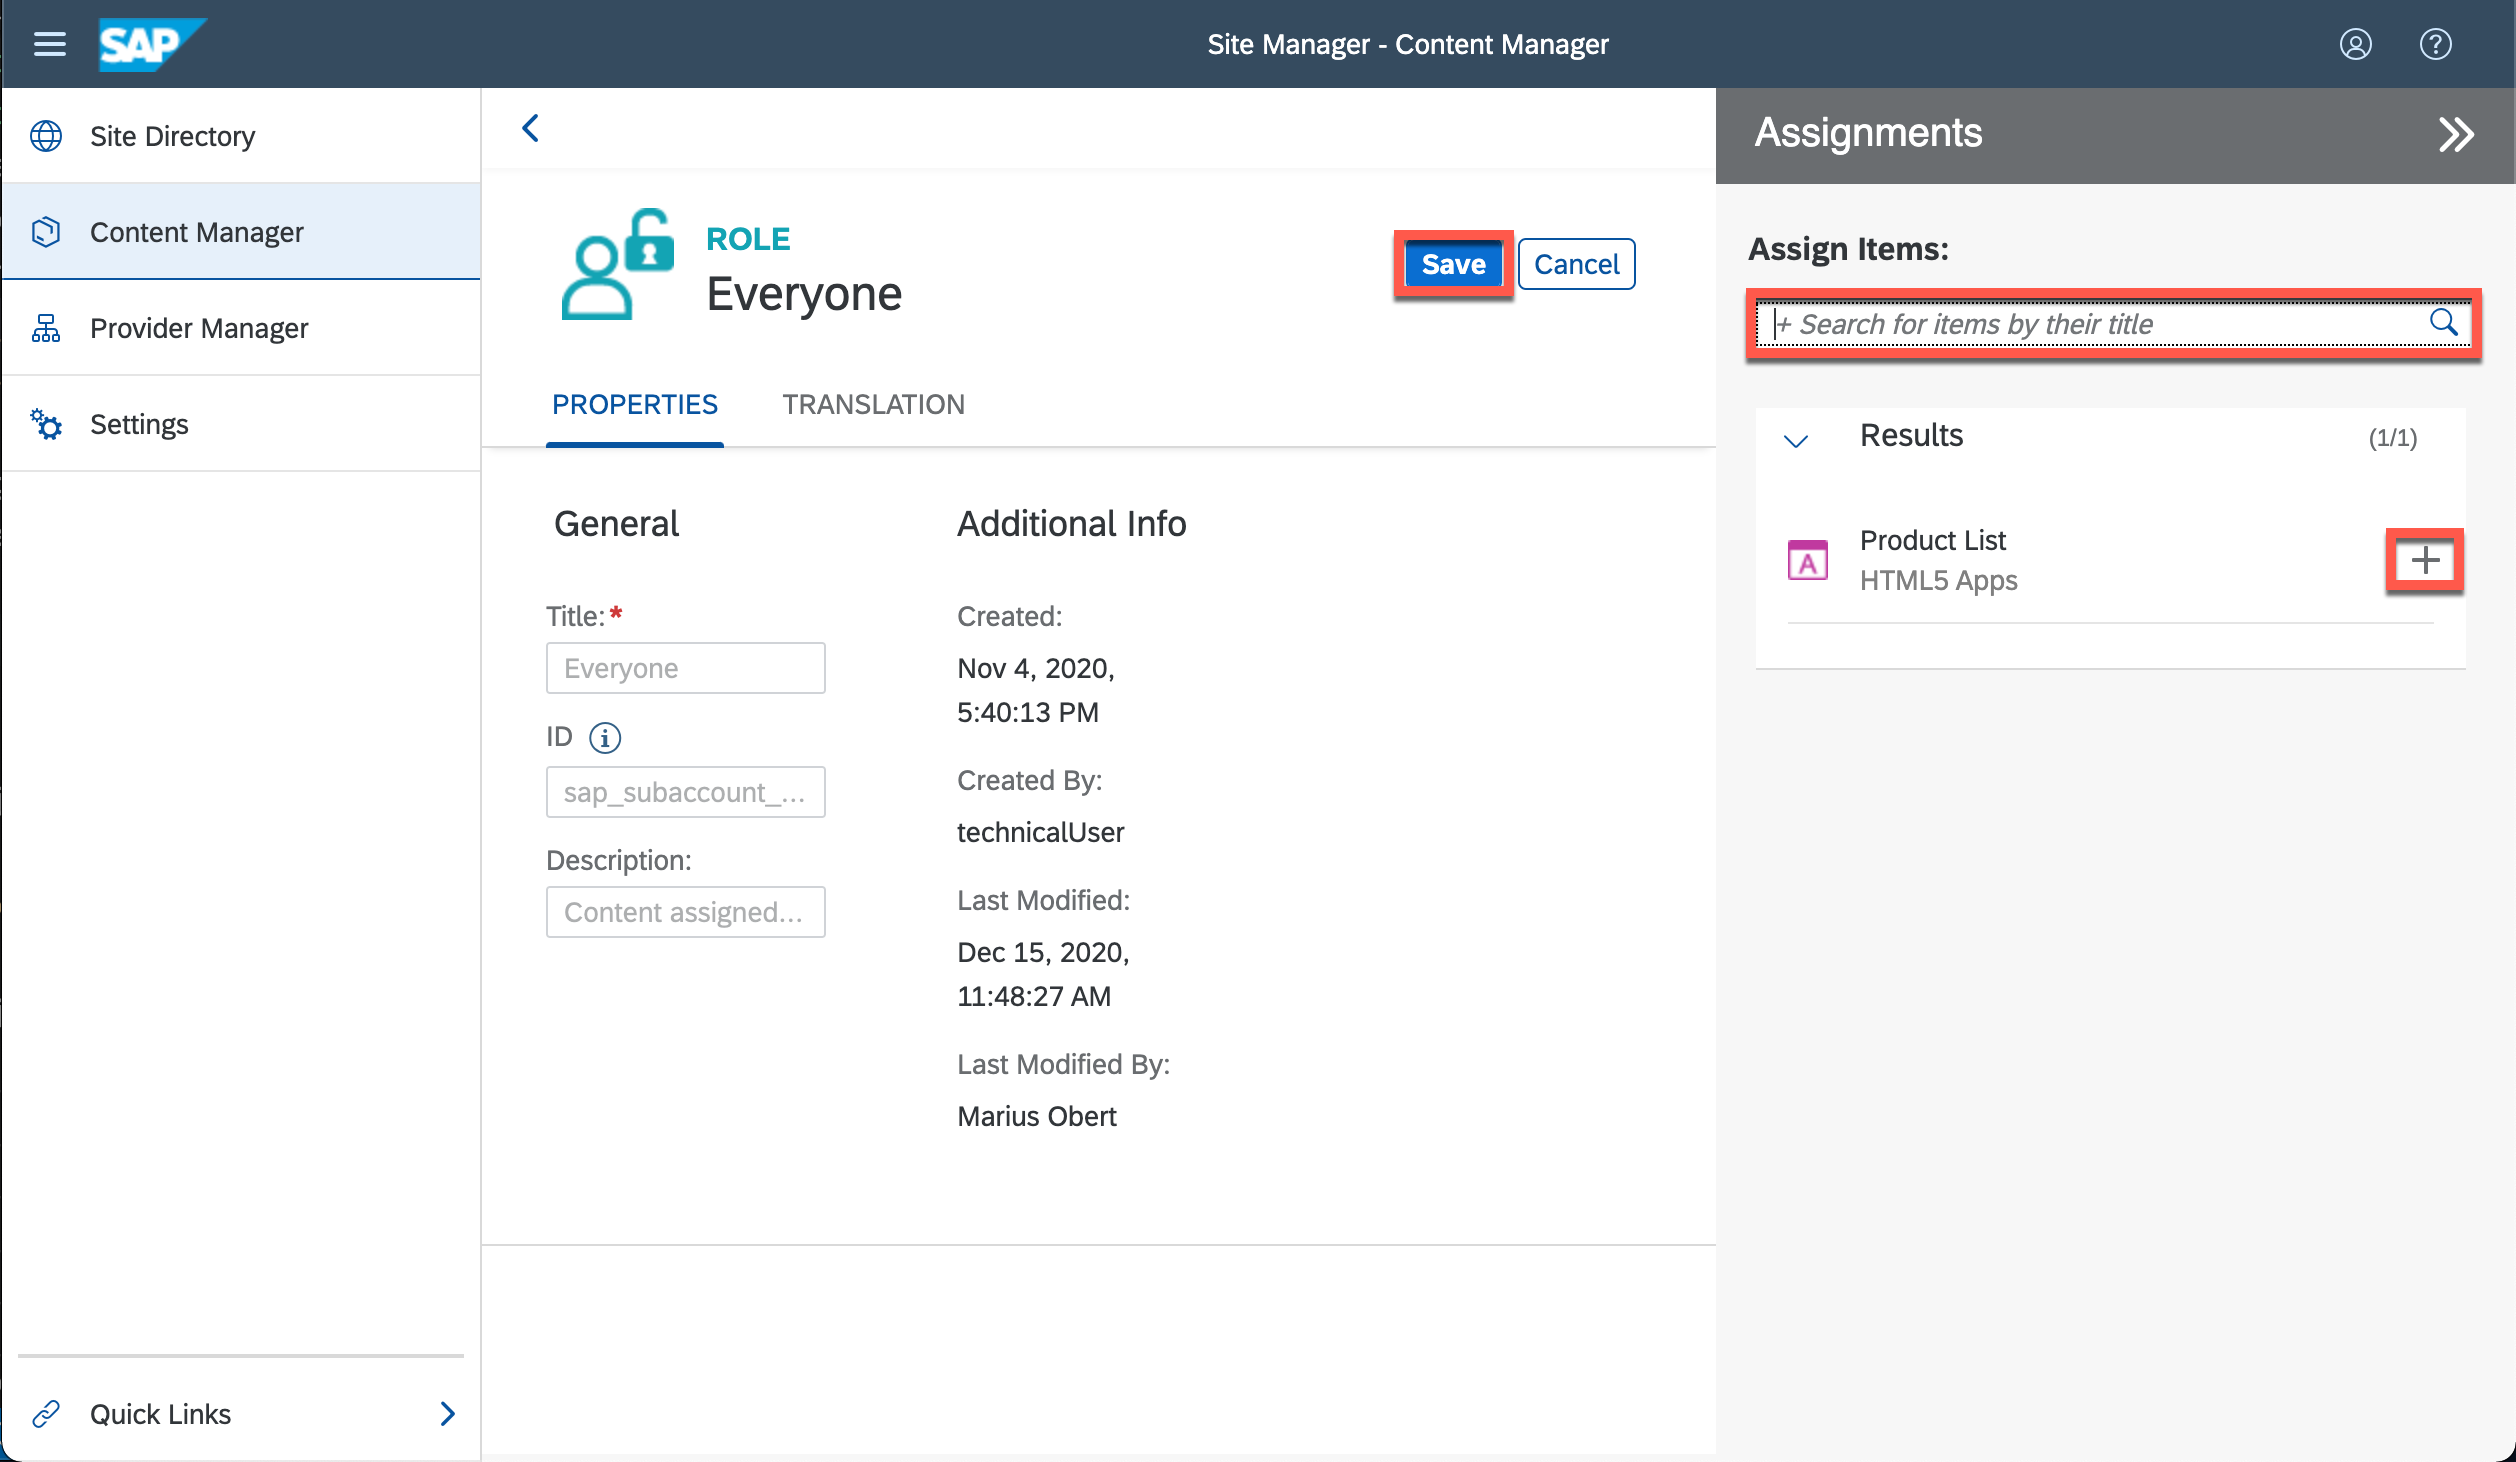 SAP
Site Manager - Content Manager
Site Directory
Content Manager
Provider Manager
Settings
Quick Links
ROLE
Everyone
Save
Cancel
PROPERTIES
TRANSLATION
General
Title:*
Everyone
ID
sap_subaccount_...
Description:
Content assigned...
Additional Info
Created:
Nov 4, 2020,
5:40:13 PM
Created By:
technicalUser
Last Modified:
Dec 15, 2020,
11:48:27 AM
Last Modified By:
Marius Obert
Assignments
Assign Items:
+ Search for items by their title
Results (1/1)
Product List
HTML5 Apps